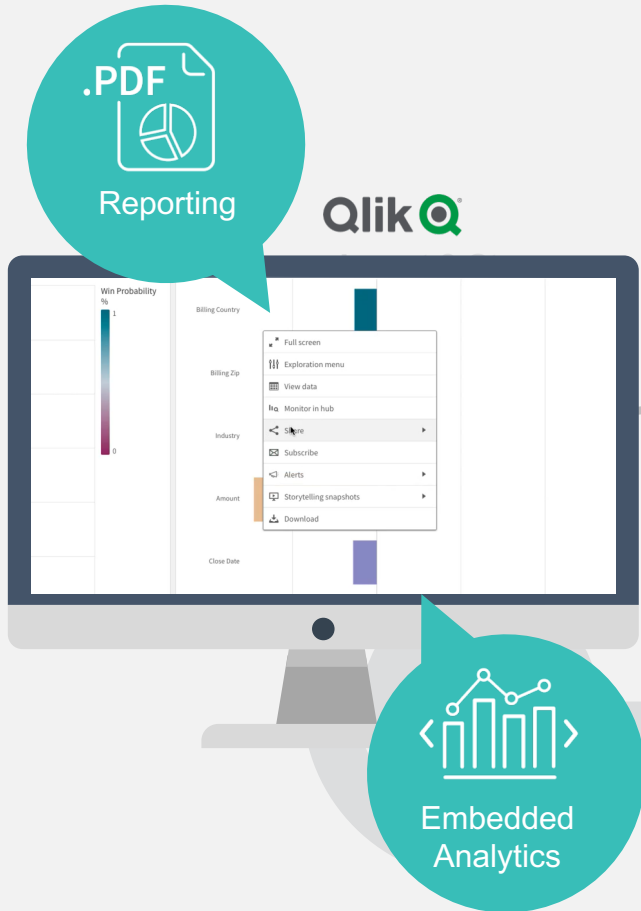 .PDF
Reporting
Qlik
Win Probability
%
1
0
Billing Country
Billing Zip
Industry
Amount
Close Date
Full screen
Exploration menu
View data
Monitor in hub
Share
Subscribe
Alerts
Storytelling snapshots
Download
Embedded
Analytics